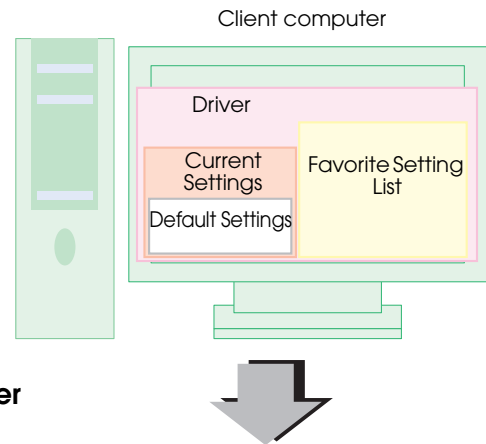 Client computer
Driver
Current
Settings
Default Settings
Favorite Setting
List
er